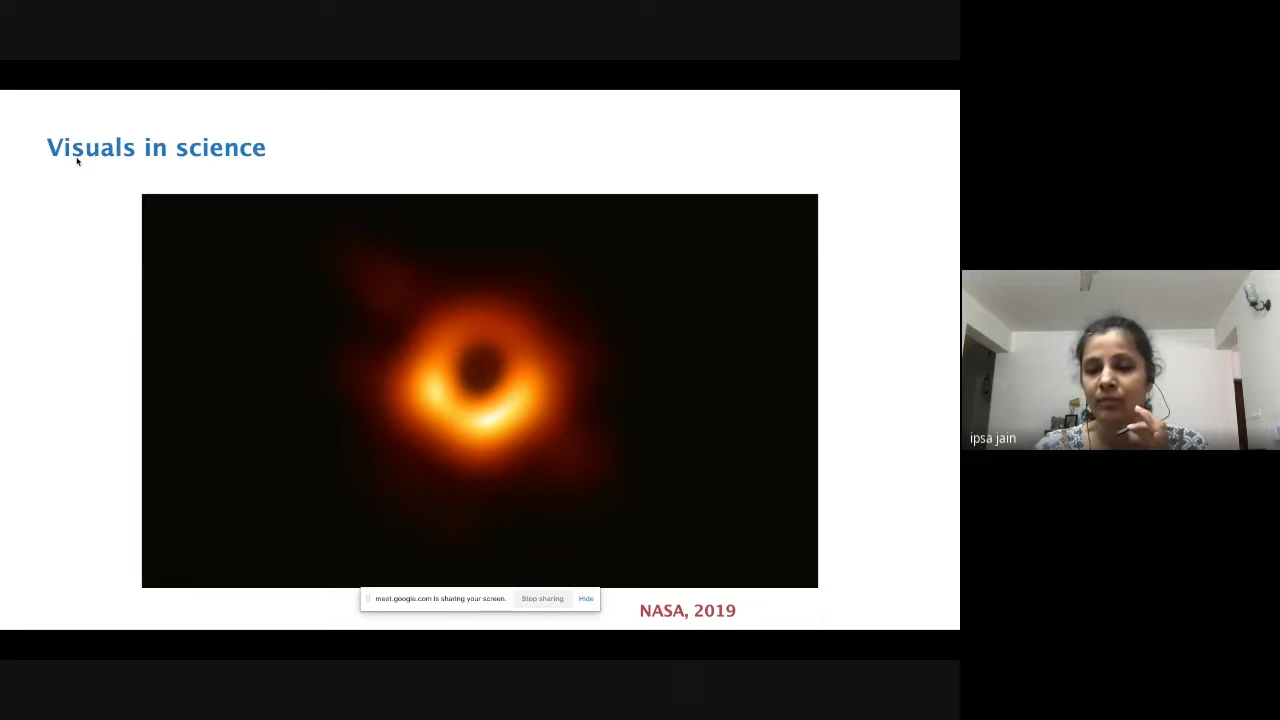 Visuals in science
ipsa jain
meet.google.com is sharing your screen. Stop sharing Hide
NASA, 2019